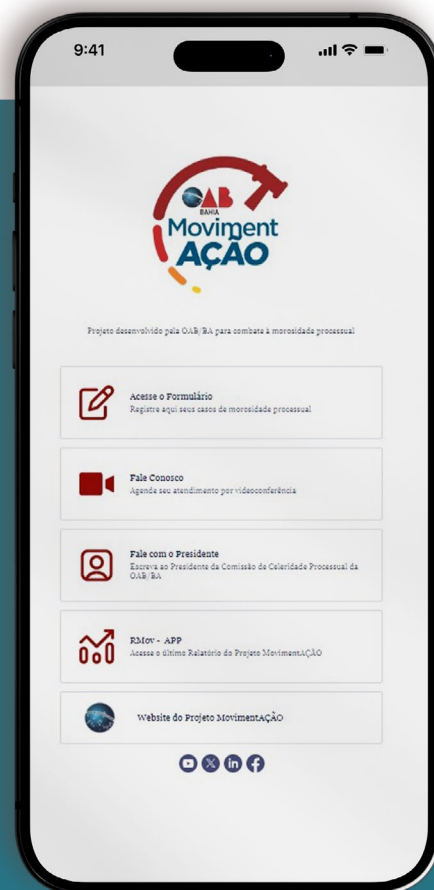 9:41
OAB
BAHIA
Moviment
AÇÃO
Projeto desenvolvido pela OAB/BA para combate à morosidade processual
Acesse o Formulário
Registre aqui seus casos de morosidade processual
Fale Conosco
Agende seu atendimento por videoconferência
Fale com o Presidente
Escreva ao Presidente da Comissão de Celeridade Processual da
OAB/BA
RMov - APP
Acesse o último Relatório do Projeto MovimentAÇÃO
Website do Projeto MovimentAÇÃO